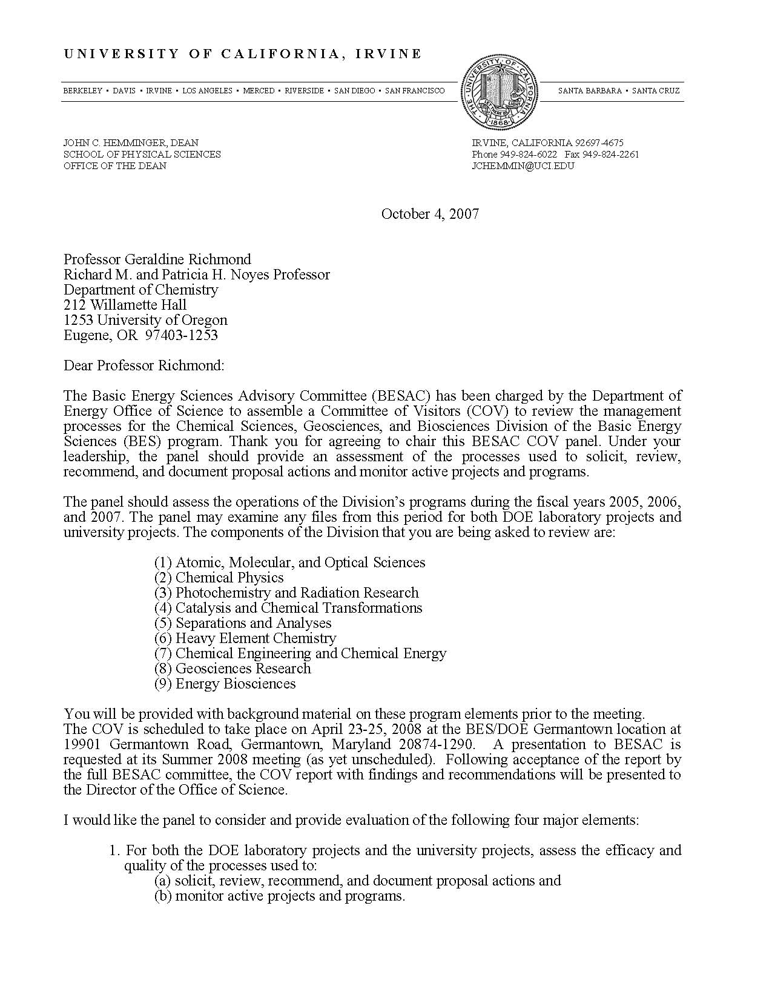 UNIVERSITY OF CALIFORNIA, IRVINE
BERKELEY • DAVIS • IRVINE • LOS ANGELES • MERCED • RIVERSIDE • SAN DIEGO • SAN FRANCISCO
SANTA BARBARA • SANTA CRUZ
THE UNIVERSITY OF CALIFORNIA
LET THERE BE LIGHT
1868
JOHN C. HEMMINGER, DEAN
SCHOOL OF PHYSICAL SCIENCES
OFFICE OF THE DEAN
IRVINE, CALIFORNIA 92697-4675
Phone 949-824-6022 Fax 949-824-2261
JCHEMMIN@UCI.EDU
October 4, 2007
Professor Geraldine Richmond
Richard M. and Patricia H. Noyes Professor
Department of Chemistry
212 Willamette Hall
1253 University of Oregon
Eugene, OR 97403-1253
Dear Professor Richmond:
The Basic Energy Sciences Advisory Committee (BESAC) has been charged by the Department of
Energy Office of Science to assemble a Committee of Visitors (COV) to review the management
processes for the Chemical Sciences, Geosciences, and Biosciences Division of the Basic Energy
Sciences (BES) program. Thank you for agreeing to chair this BESAC COV panel. Under your
leadership, the panel should provide an assessment of the processes used to solicit, review,
recommend, and document proposal actions and monitor active projects and programs.
The panel should assess the operations of the Division’s programs during the fiscal years 2005, 2006,
and 2007. The panel may examine any files from this period for both DOE laboratory projects and
university projects. The components of the Division that you are being asked to review are:
(1) Atomic, Molecular, and Optical Sciences
(2) Chemical Physics
(3) Photochemistry and Radiation Research
(4) Catalysis and Chemical Transformations
(5) Separations and Analyses
(6) Heavy Element Chemistry
(7) Chemical Engineering and Chemical Energy
(8) Geosciences Research
(9) Energy Biosciences
You will be provided with background material on these program elements prior to the meeting.
The COV is scheduled to take place on April 23-25, 2008 at the BES/DOE Germantown location at
19901 Germantown Road, Germantown, Maryland 20874-1290. A presentation to BESAC is
requested at its Summer 2008 meeting (as yet unscheduled). Following acceptance of the report by
the full BESAC committee, the COV report with findings and recommendations will be presented to
the Director of the Office of Science.
I would like the panel to consider and provide evaluation of the following four major elements:
1. For both the DOE laboratory projects and the university projects, assess the efficacy and
quality of the processes used to:
(a) solicit, review, recommend, and document proposal actions and
(b) monitor active projects and programs.